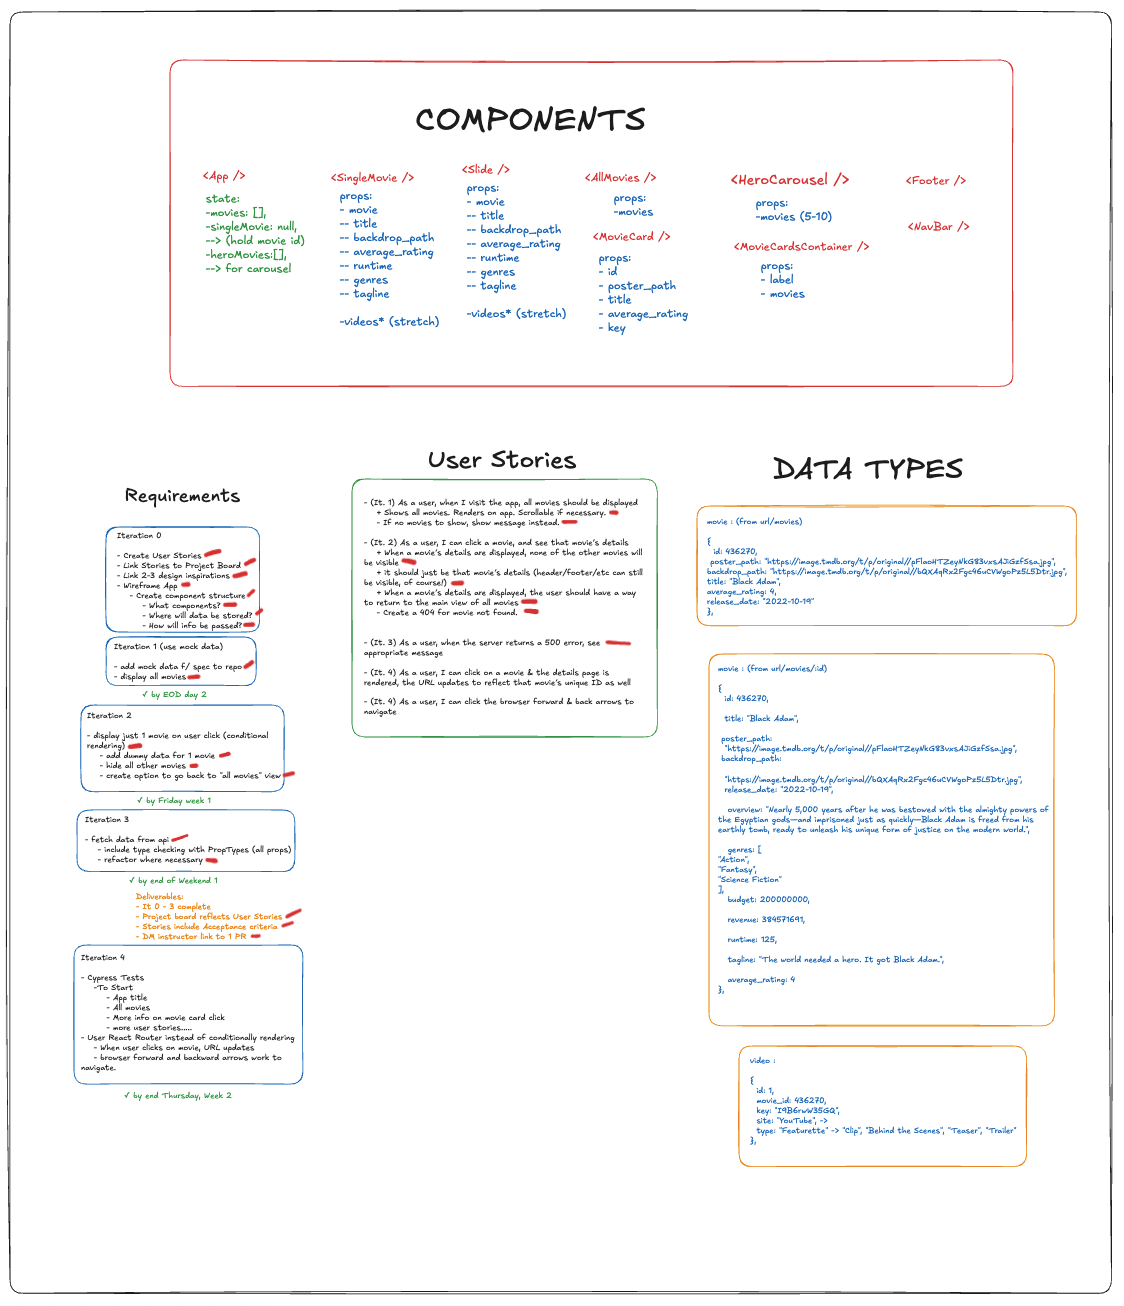 COMPONENTS
<App />
state:
-movies: [],
-singleMovie: null,
--> (hold movie id)
-heroMovies:[],
--> for carousel
<SingleMovie />
props:
- movie
-- title
-- backdrop_path
-- average_rating
-- runtime
-- genres
-- tagline
-videos* (stretch)
<Slide />
props:
- movie
-- title
-- backdrop_path
-- average_rating
-- runtime
-- genres
-- tagline
-videos* (stretch)
<AllMovies />
props:
-movies
<MovieCard />
props:
- id
- poster_path
- title
- average_rating
- key
<HeroCarousel />
props:
-movies (5-10)
<MovieCardsContainer />
props:
- label
- movies
<Footer />
<NavBar />
Requirements
Iteration 0
- Create User Stories
- Link Stories to Project Board
- Link 2-3 design inspirations
- Wireframe App
- Create component structure
- What components?
- Where will data be stored?
- How will info be passed?
Iteration 1 (use mock data)
- add mock data f/ spec to repo
- display all movies
✓ by EOD day 2
Iteration 2
- display just 1 movie on user click (conditional
rendering)
- add dummy data for 1 movie
- hide all other movies
- create option to go back to "all movies" view
✓ by Friday week 1
Iteration 3
- fetch data from api
- include type checking with PropTypes (all props)
- refactor where necessary
✓ by end of Weekend 1
Deliverables:
- It 0 - 3 complete
- Project board reflects User Stories
- Stories include Acceptance criteria
- DM instructor link to 1 PR
Iteration 4
- Cypress Tests
-To Start
- App title
- All movies
- More info on movie card click
- more user stories.....
- User React Router instead of conditionally rendering
- When user clicks on movie, URL updates
- browser forward and backward arrows work to
navigate.
✓ by end Thursday, Week 2
User Stories
- (It. 1) As a user, when I visit the app, all movies should be displayed
+ Shows all movies. Renders on app. Scrollable if necessary.
- If no movies to show, show message instead.
- (It. 2) As a user, I can click a movie, and see that movie's details
+ When a movie's details are displayed, none of the other movies will
be visible
+ it should just be that movie's details (header/footer/etc can still
be visible, of course!)
+ When a movie's details are displayed, the user should have a way
to return to the main view of all movies
- Create a 404 for movie not found.
- (It. 3) As a user, when the server returns a 500 error, see
appropriate message
- (It. 4) As a user, I can click on a movie & the details page is
rendered, the URL updates to reflect that movie's unique ID as well
- (It. 4) As a user, I can click the browser forward & back arrows to
navigate
DATA TYPES
movie : (from url/movies)
{
id: 436270,
poster_path: "https://image.tmdb.org/t/p/original//pFlaoHTZeyNkG83vxsAJiGzfSsa.jpg",
backdrop_path: "https://image.tmdb.org/t/p/original//bQXAqRx2Fgc46uCVWgoPz5L5Dtr.jpg",
title: "Black Adam",
average_rating: 4,
release_date: "2022-10-19"
},
movie : (from url/movies/:id)
{
id: 436270,
title: "Black Adam",
poster_path:
"https://image.tmdb.org/t/p/original//pFlaoHTZeyNkG83vxsAJiGzfSsa.jpg",
backdrop_path:
"https://image.tmdb.org/t/p/original//bQXAqRx2Fgc46uCVWgoPz5L5Dtr.jpg",
release_date: "2022-10-19",
overview: "Nearly 5,000 years after he was bestowed with the almighty powers of
the Egyptian gods—and imprisoned just as quickly—Black Adam is freed from his
earthly tomb, ready to unleash his unique form of justice on the modern world.",
genres: [
"Action",
"Fantasy",
"Science Fiction"
],
budget: 200000000,
revenue: 384571691,
runtime: 125,
tagline: "The world needed a hero. It got Black Adam.",
average_rating: 4
},
video :
{
id: 1,
movie_id: 436270,
key: "I9B6rwW35GQ",
site: "YouTube", ->
type: "Featurette" -> "Clip", "Behind the Scenes", "Teaser", "Trailer"
},